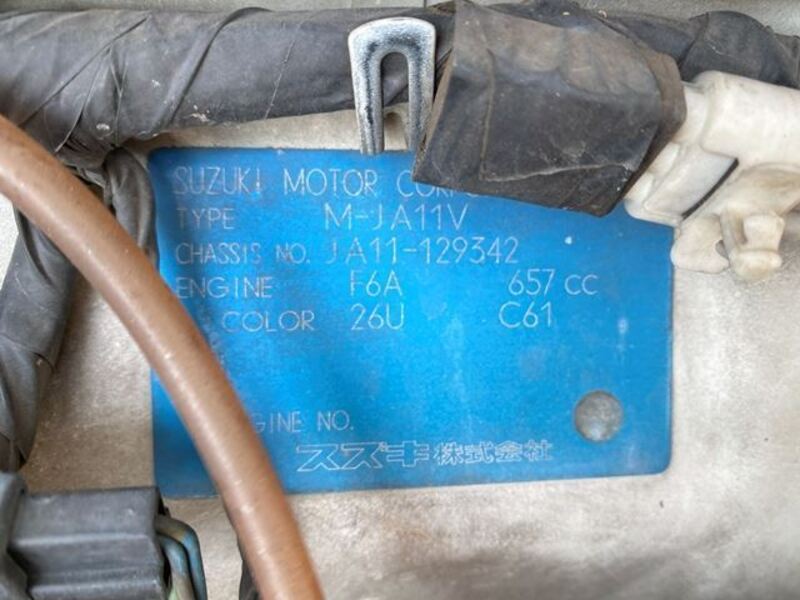 SUZUKI MOTOR
TYPE M-JA11V
CHASSIS NO. JA11-129342
ENGINE F6A 657 CC
COLOR 26U C61
NO.
スズキ株式会社